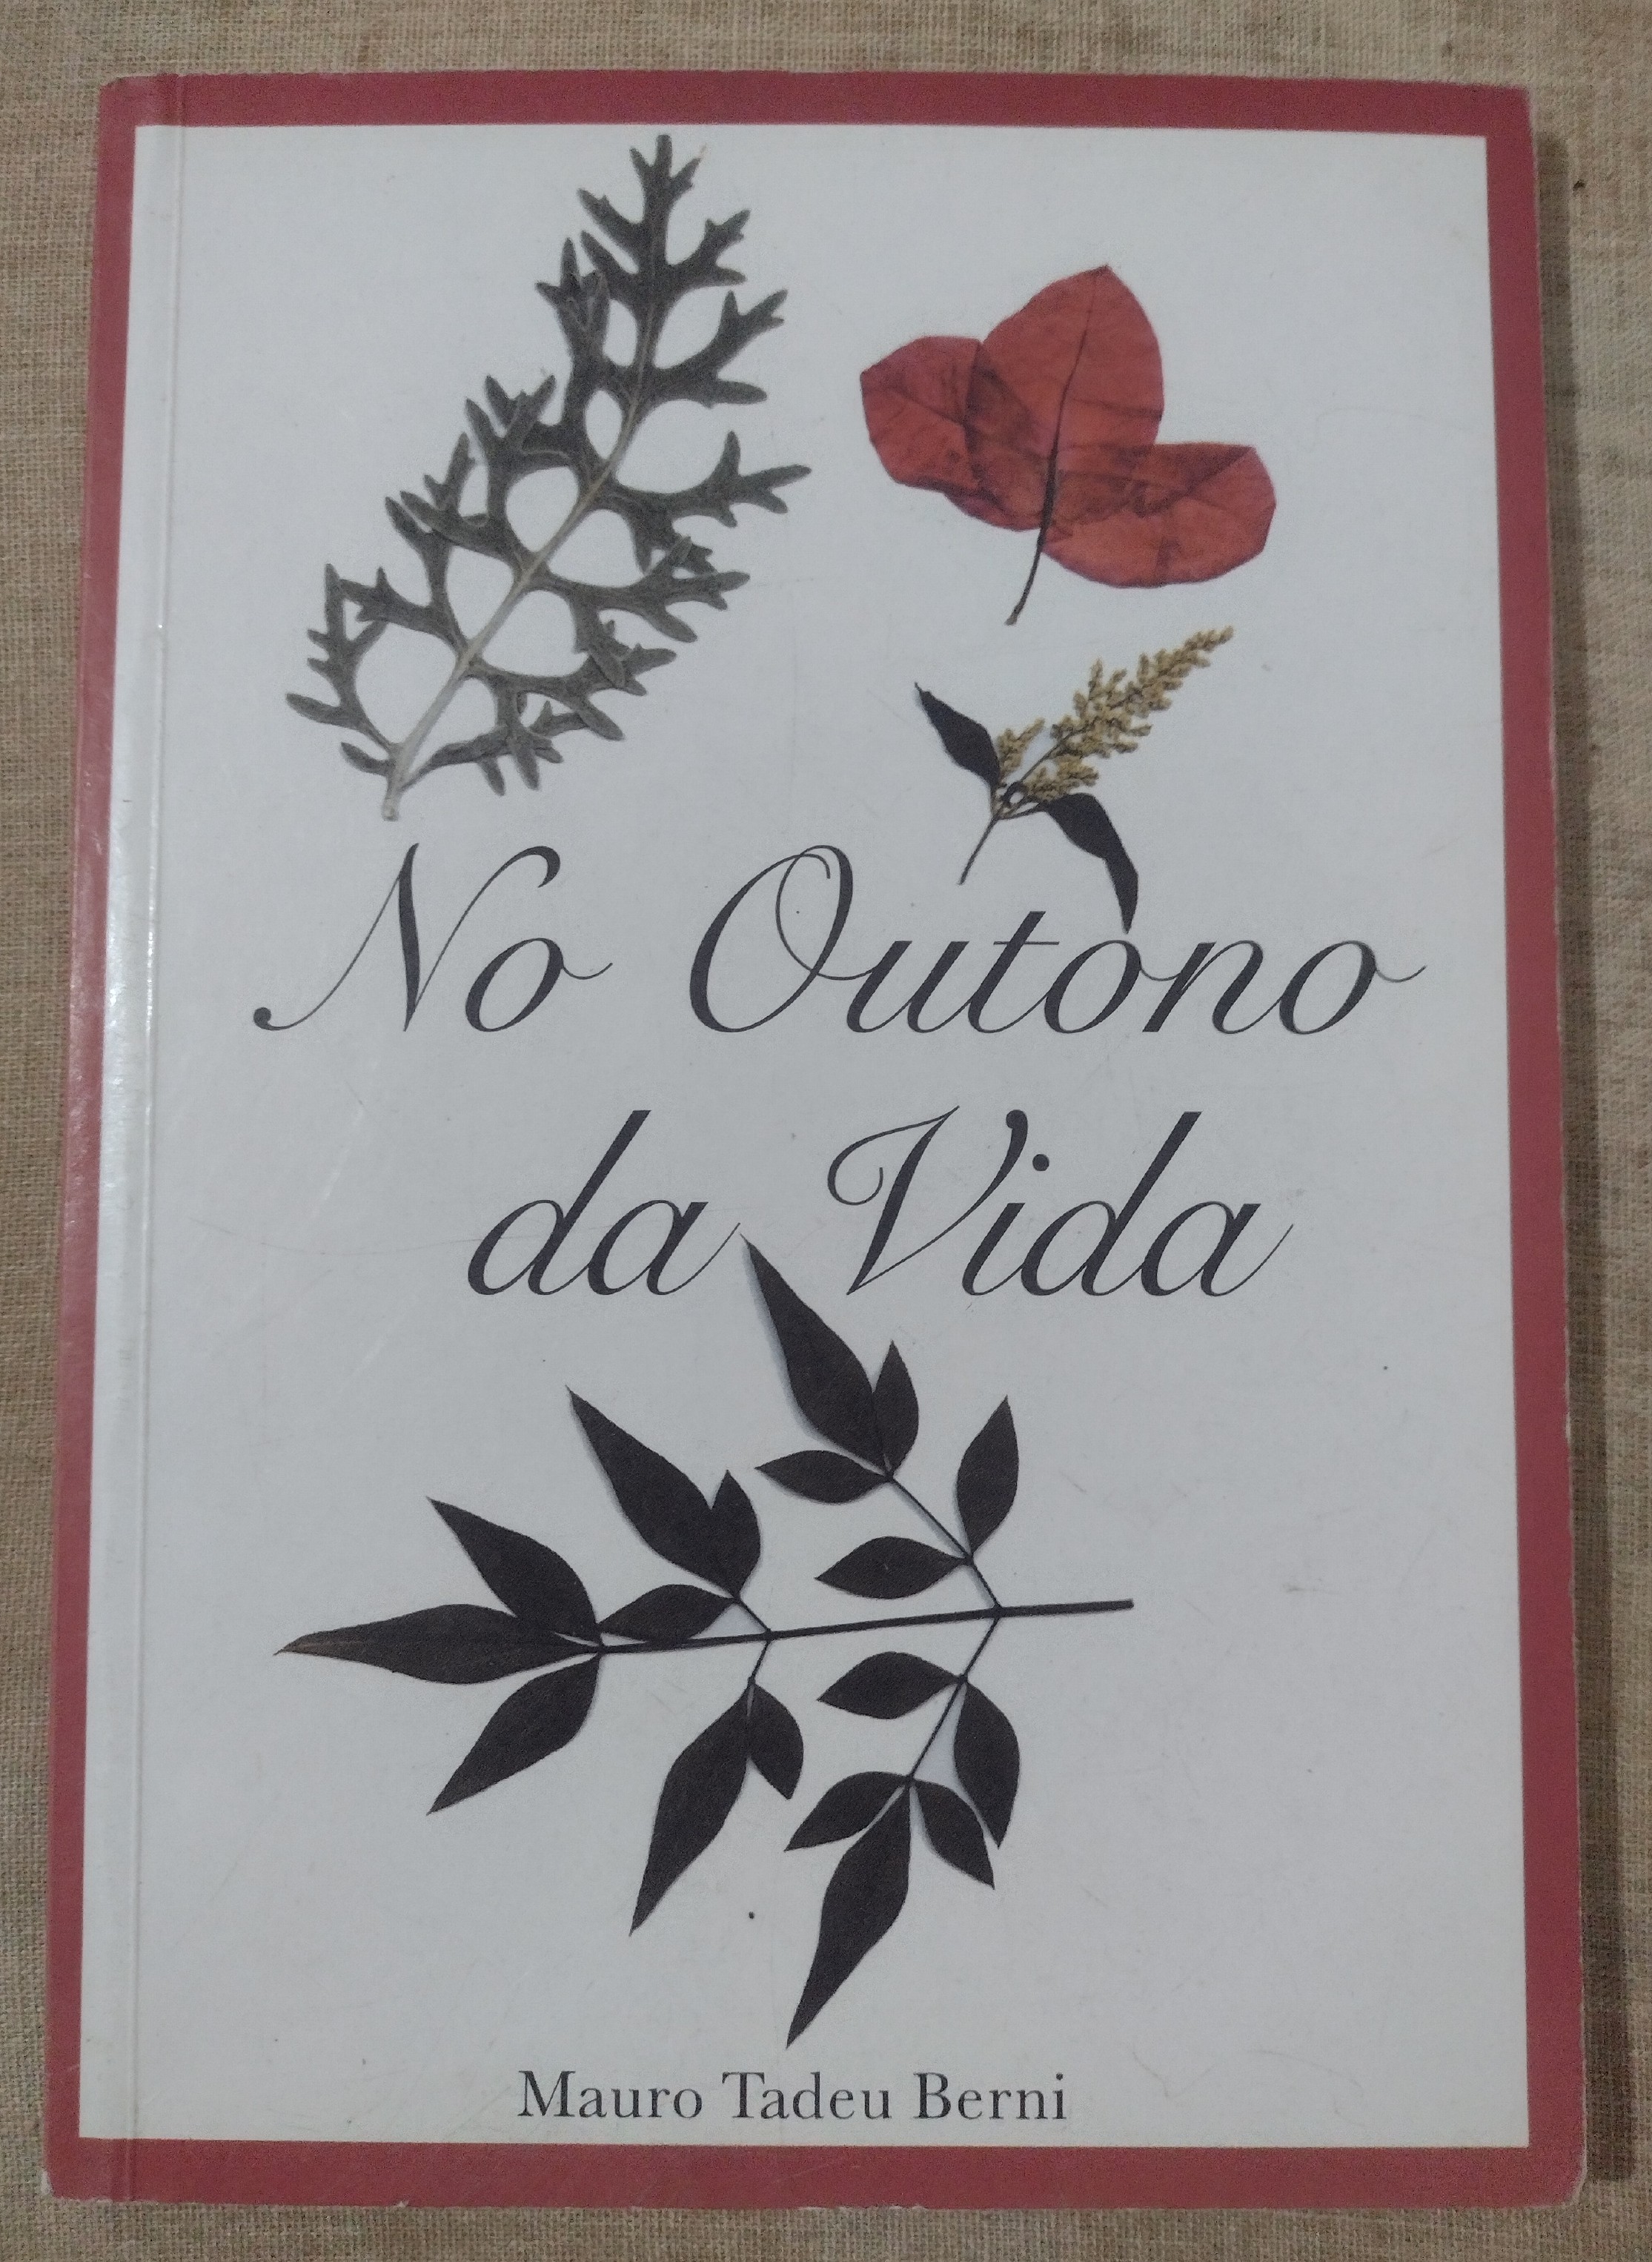 No Outono
da Vida
Mauro Tadeu Berni